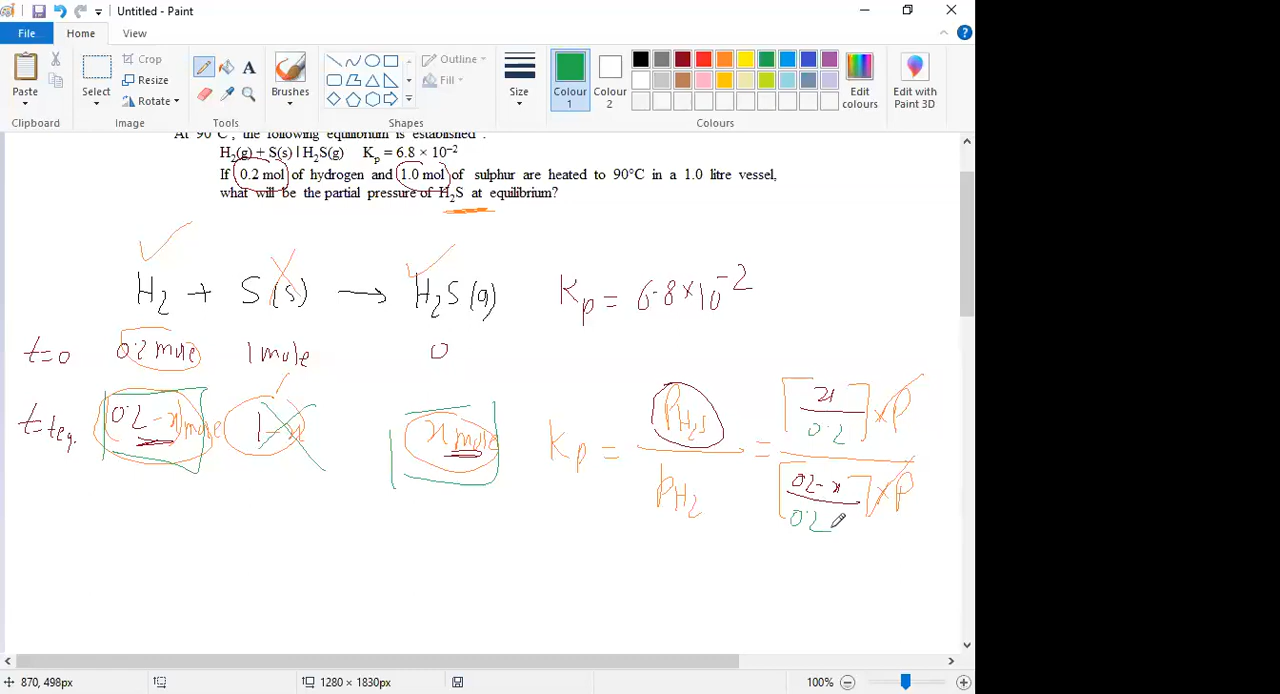 Untitled - Paint
File Home View
Paste
Select
Crop
Resize
Rotate
A
Brushes
Outline
Fill
Size
Colour 1
Colour 2
Edit colours
Edit with Paint 3D
Clipboard Image Tools Shapes Colours
At 90°C, the following equilibrium is established :
H₂(g) + S(s) l H₂S(g) Kp = 6.8 × 10⁻²
If 0.2 mol of hydrogen and 1.0 mol of sulphur are heated to 90°C in a 1.0 litre vessel,
what will be the partial pressure of H₂S at equilibrium?
H₂ + S (s) → H₂S (g) Kp = 6.8×10⁻²
t=0 0.2 mole 1 mole 0
t=teq. 0.2 - x mole 1 - x x mole Kp = PH₂S / PH₂ = [x / 0.2] × P / [0.2-x / 0.2] × P
870, 498px 1280 × 1830px 100%